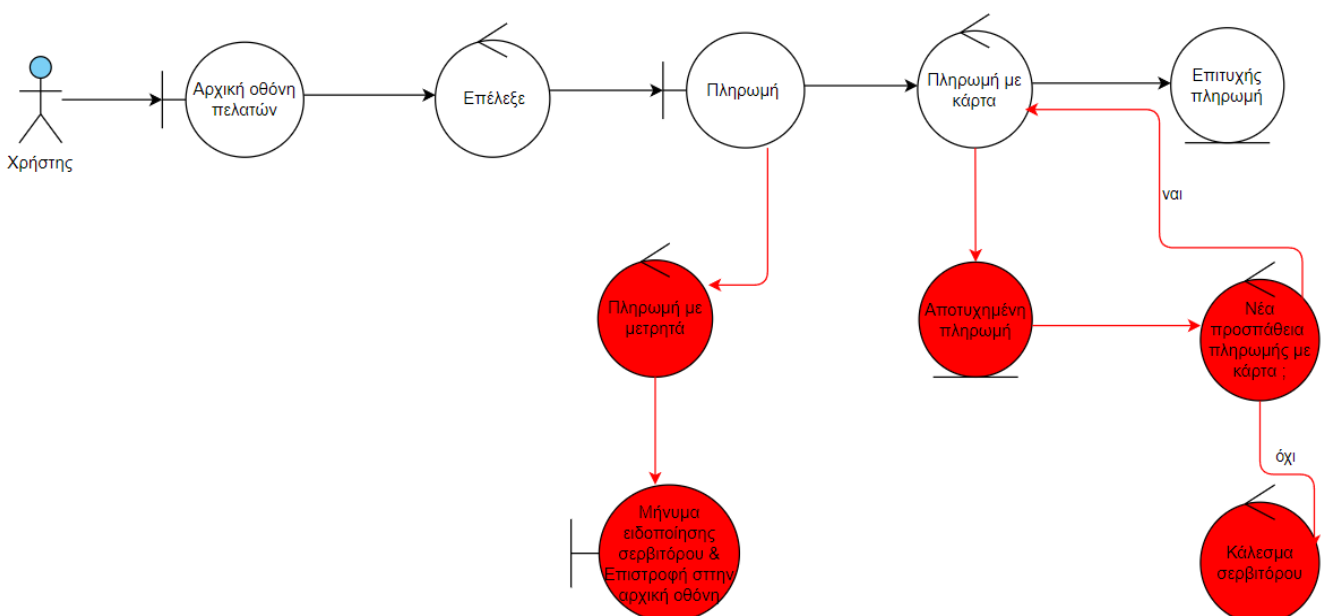 Χρήστης
Αρχική οθόνη
πελατών
Επέλεξε
Πληρωμή
Πληρωμή με
κάρτα
Επιτυχής
πληρωμή
ναι
Πληρωμή με
μετρητά
Αποτυχημένη
πληρωμή
Νέα
προσπάθεια
πληρωμής με
κάρτα ;
όχι
Μήνυμα
ειδοποίησης
σερβιτόρου &
Επιστροφή σττην
αρχική οθόνη
Κάλεσμα
σερβιτόρου